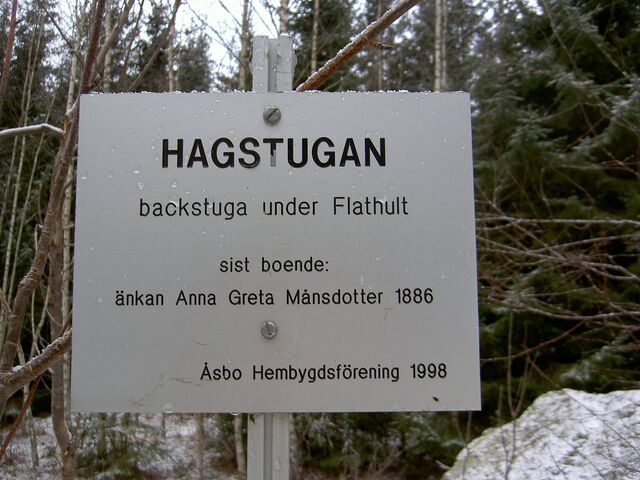 HAGSTUGAN
backstuga under Flathult
sist boende:
änkan Anna Greta Månsdotter 1886
Åsbo Hembygdsförening 1998